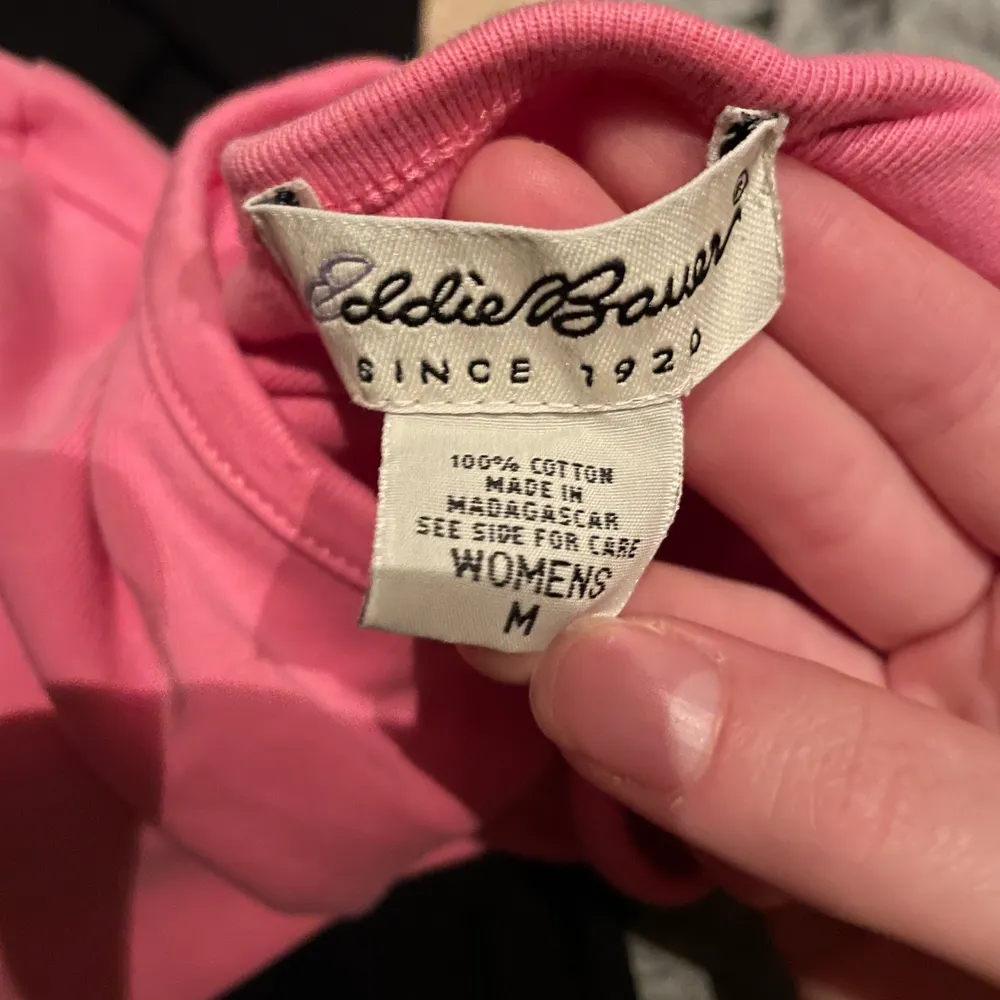 Eddie Bauer®
SINCE 1920
100% COTTON
MADE IN
MADAGASCAR
SEE SIDE FOR CARE
WOMENS
M